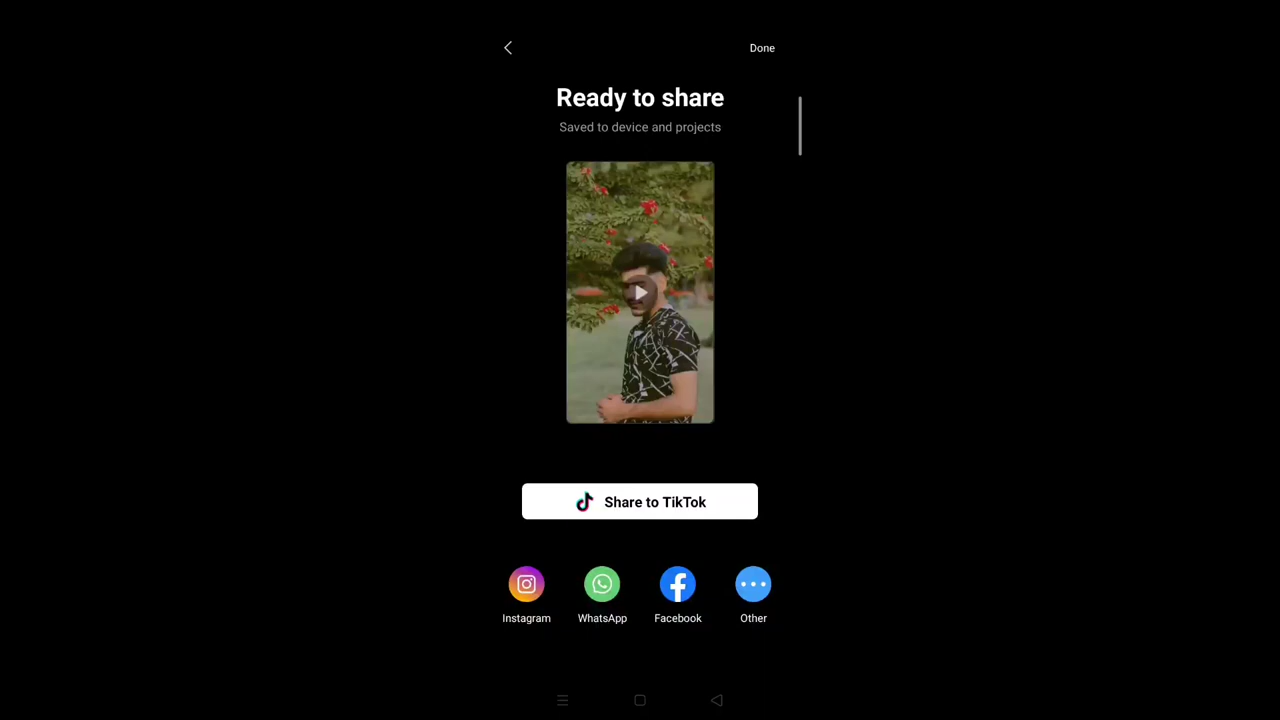 Done
Ready to share
Saved to device and projects
Share to TikTok
Instagram
WhatsApp
Facebook
Other